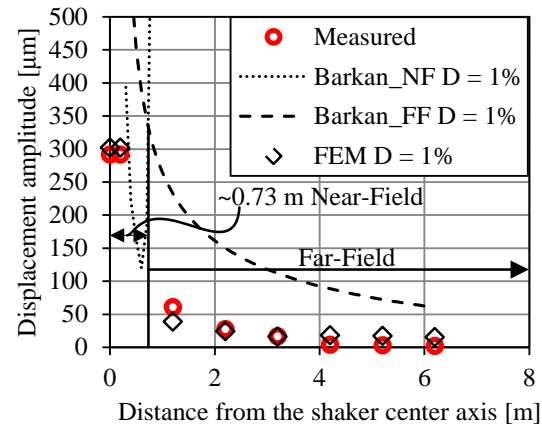 Displacement amplitude [µm]
500
450
400
350
300
250
200
150
100
50
0
Measured
Barkan_NF D = 1%
Barkan_FF D = 1%
FEM D = 1%
~0.73 m Near-Field
Far-Field
0 2 4 6 8
Distance from the shaker center axis [m]